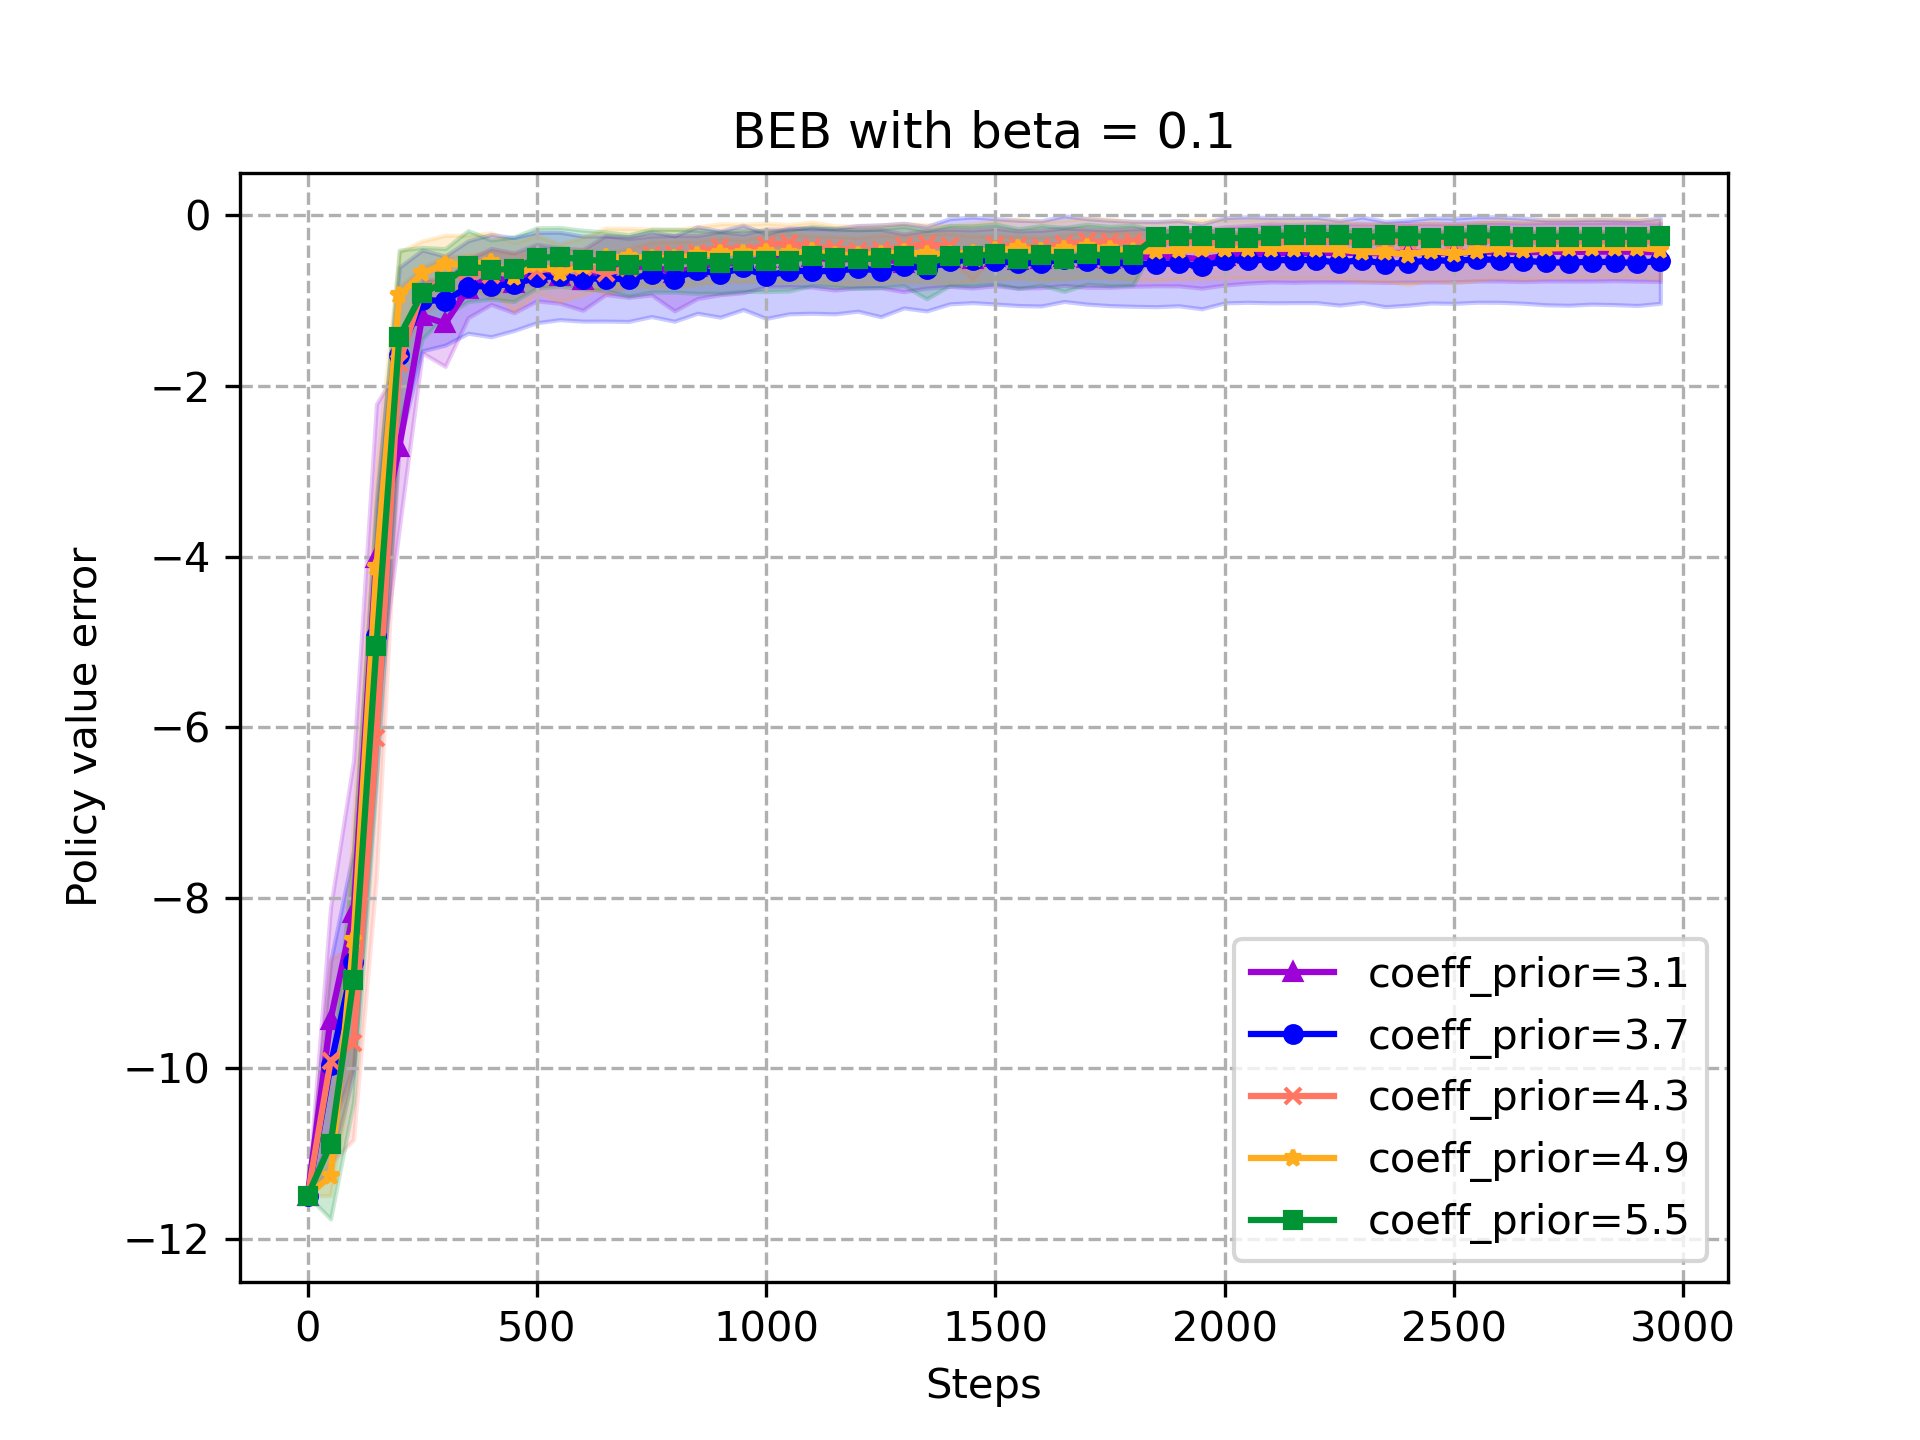 BEB with beta = 0.1
Policy value error
0
−2
−4
−6
−8
−10
−12
coeff_prior=3.1
coeff_prior=3.7
coeff_prior=4.3
coeff_prior=4.9
coeff_prior=5.5
0 500 1000 1500 2000 2500 3000
Steps